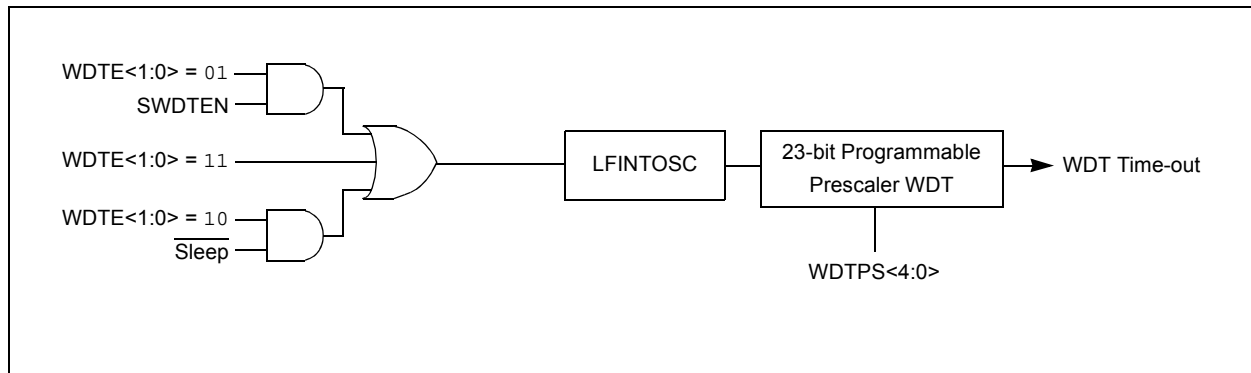 WDTE<1:0> = 01
SWDTEN
WDTE<1:0> = 11
WDTE<1:0> = 10
Sleep
LFINTOSC
23-bit Programmable
Prescaler WDT
WDT Time-out
WDTPS<4:0>